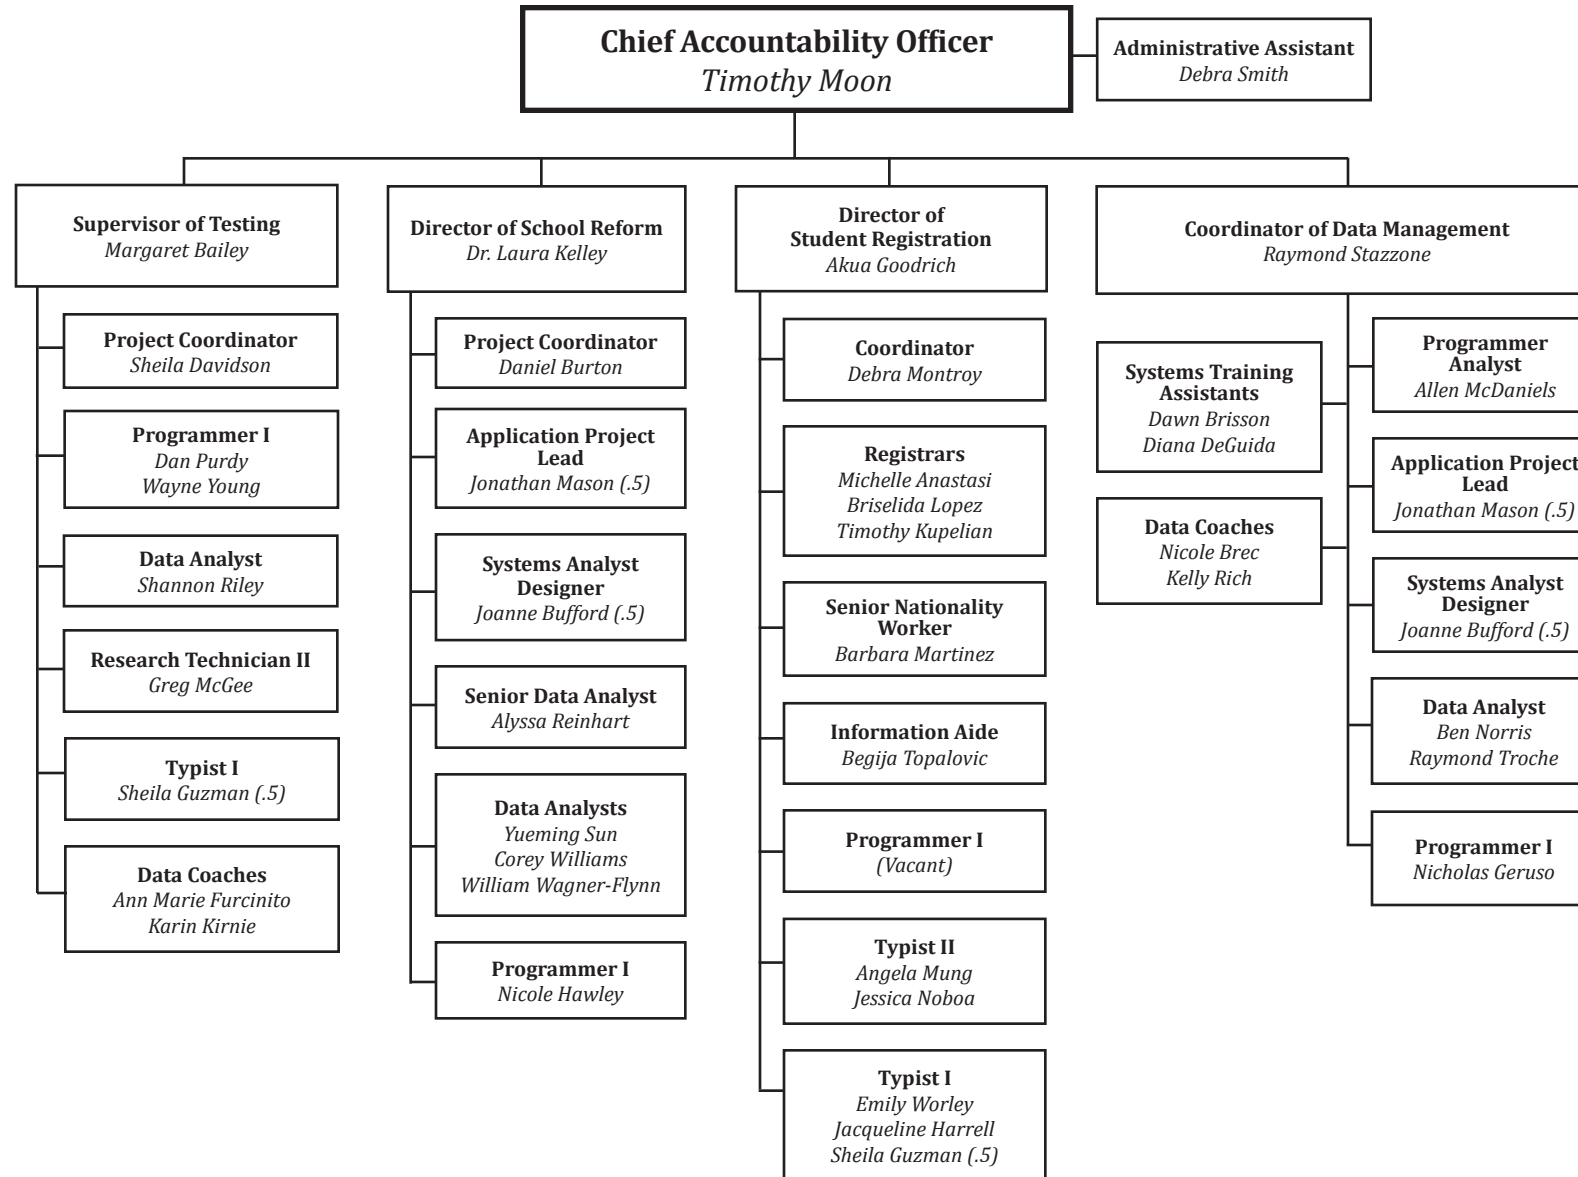 Chief Accountability Officer
Timothy Moon
Administrative Assistant
Debra Smith
Supervisor of Testing
Margaret Bailey
Project Coordinator
Sheila Davidson
Programmer I
Dan Purdy
Wayne Young
Data Analyst
Shannon Riley
Research Technician II
Greg McGee
Typist I
Sheila Guzman (.5)
Data Coaches
Ann Marie Furcinito
Karin Kirnie
Director of School Reform
Dr. Laura Kelley
Project Coordinator
Daniel Burton
Application Project
Lead
Jonathan Mason (.5)
Systems Analyst
Designer
Joanne Bufford (.5)
Senior Data Analyst
Alyssa Reinhart
Data Analysts
Yueming Sun
Corey Williams
William Wagner-Flynn
Programmer I
Nicole Hawley
Director of
Student Registration
Akua Goodrich
Coordinator
Debra Montroy
Registrars
Michelle Anastasi
Briselida Lopez
Timothy Kupelian
Senior Nationality
Worker
Barbara Martinez
Information Aide
Begija Topalovic
Programmer I
(Vacant)
Typist II
Angela Mung
Jessica Noboa
Typist I
Emily Worley
Jacqueline Harrell
Sheila Guzman (.5)
Coordinator of Data Management
Raymond Stazzone
Systems Training
Assistants
Dawn Brisson
Diana DeGuida
Data Coaches
Nicole Brec
Kelly Rich
Programmer
Analyst
Allen McDaniels
Application Project
Lead
Jonathan Mason (.5)
Systems Analyst
Designer
Joanne Bufford (.5)
Data Analyst
Ben Norris
Raymond Troche
Programmer I
Nicholas Geruso